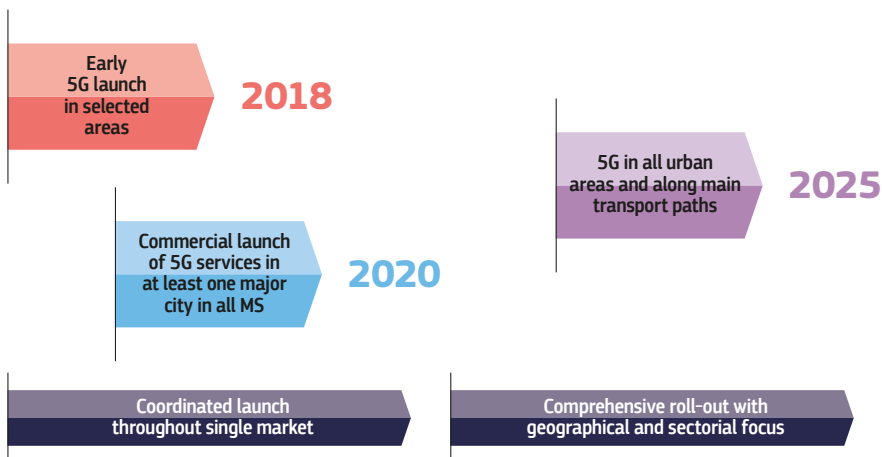 Early
5G launch
in selected
areas
2018
5G in all urban
areas and along main
transport paths
2025
Commercial launch
of 5G services in
at least one major
city in all MS
2020
Coordinated launch
throughout single market
Comprehensive roll-out with
geographical and sectorial focus